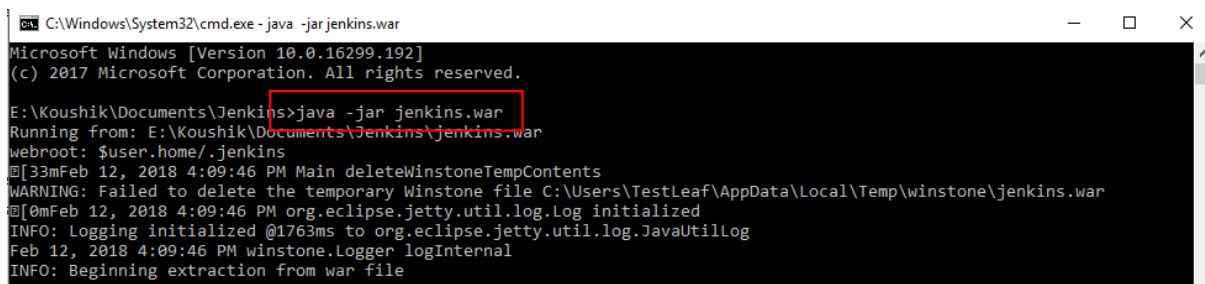 C:\Windows\System32\cmd.exe - java -jar jenkins.war
Microsoft Windows [Version 10.0.16299.192]
(c) 2017 Microsoft Corporation. All rights reserved.
E:\Koushik\Documents\Jenkins>java -jar jenkins.war
Running from: E:\Koushik\Documents\Jenkins\jenkins.war
webroot: $user.home/.jenkins
[33mFeb 12, 2018 4:09:46 PM Main deleteWinstoneTempContents
WARNING: Failed to delete the temporary Winstone file C:\Users\TestLeaf\AppData\Local\Temp\winstone\jenkins.war
[0mFeb 12, 2018 4:09:46 PM org.eclipse.jetty.util.log.Log initialized
INFO: Logging initialized @1763ms to org.eclipse.jetty.util.log.JavaUtilLog
Feb 12, 2018 4:09:46 PM winstone.Logger logInternal
INFO: Beginning extraction from war file